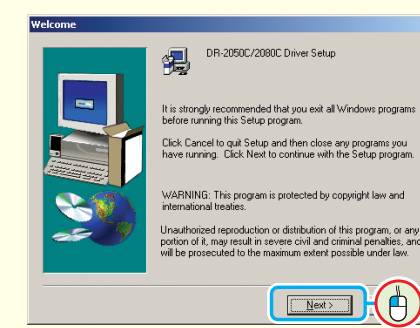 Welcome
DR-2050C/2080C Driver Setup
It is strongly recommended that you exit all Windows programs
before running this Setup program.
Click Cancel to quit Setup and then close any programs you
have running. Click Next to continue with the Setup program.
WARNING: This program is protected by copyright law and
international treaties.
Unauthorized reproduction or distribution of this program, or any
portion of it, may result in severe civil and criminal penalties, and
will be prosecuted to the maximum extent possible under law.
Next >